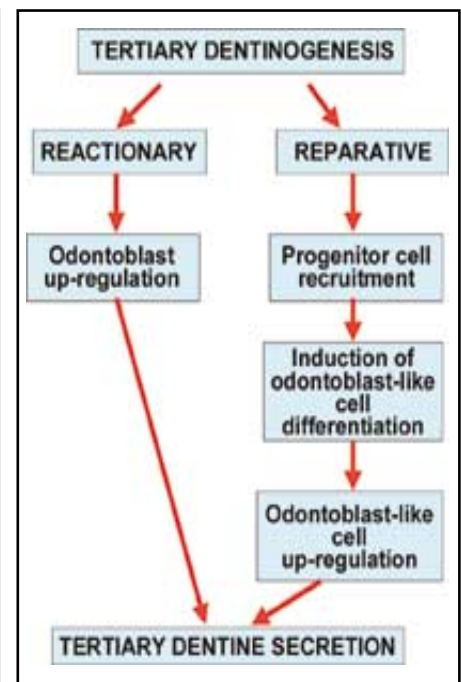 TERTIARY DENTINOGENESIS
REACTIONARY
REPARATIVE
Odontoblast
up-regulation
Progenitor cell
recruitment
Induction of
odontoblast-like
cell
differentiation
Odontoblast-like
cell
up-regulation
TERTIARY DENTINE SECRETION